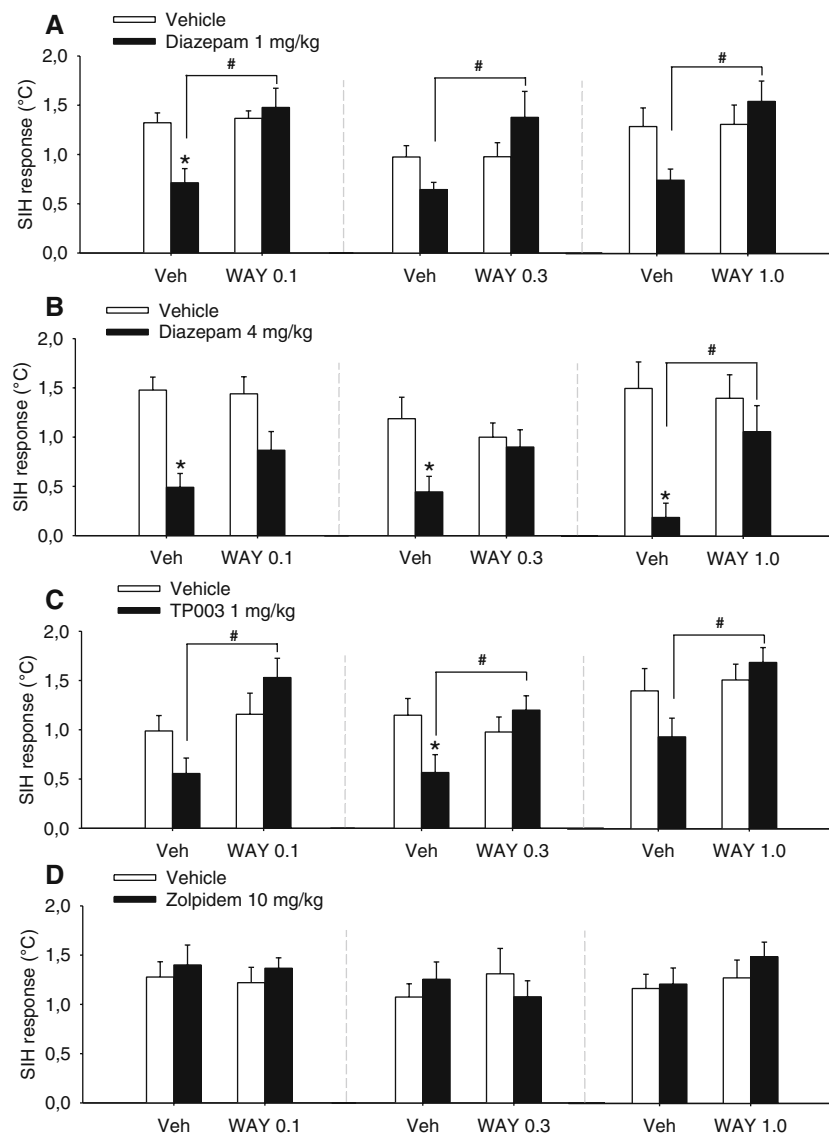 A
Vehicle
Diazepam 1 mg/kg
SIH response (°C)
2,0
1,5
1,0
0,5
0,0
#
#
#
*
Veh WAY 0.1 Veh WAY 0.3 Veh WAY 1.0
B
Vehicle
Diazepam 4 mg/kg
SIH response (°C)
2,0
1,5
1,0
0,5
0,0
#
*
*
*
Veh WAY 0.1 Veh WAY 0.3 Veh WAY 1.0
C
Vehicle
TP003 1 mg/kg
SIH response (°C)
2,0
1,5
1,0
0,5
0,0
#
#
#
*
Veh WAY 0.1 Veh WAY 0.3 Veh WAY 1.0
D
Vehicle
Zolpidem 10 mg/kg
SIH response (°C)
2,0
1,5
1,0
0,5
0,0
Veh WAY 0.1 Veh WAY 0.3 Veh WAY 1.0